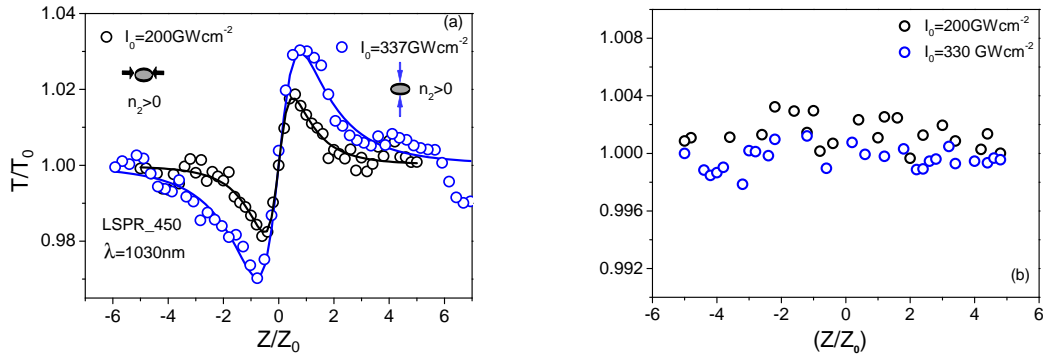 1.04
(a)
I₀=200GWcm⁻²
I₀=337GWcm⁻²
n₂>0
n₂>0
1.02
1.00
0.98
T/T₀
LSPR_450
λ=1030nm
-6 -4 -2 0 2 4 6
Z/Z₀
1.008
I₀=200GWcm⁻²
I₀=330 GWcm⁻²
1.004
1.000
0.996
0.992
(b)
-6 -4 -2 0 2 4 6
(Z/Z₀)